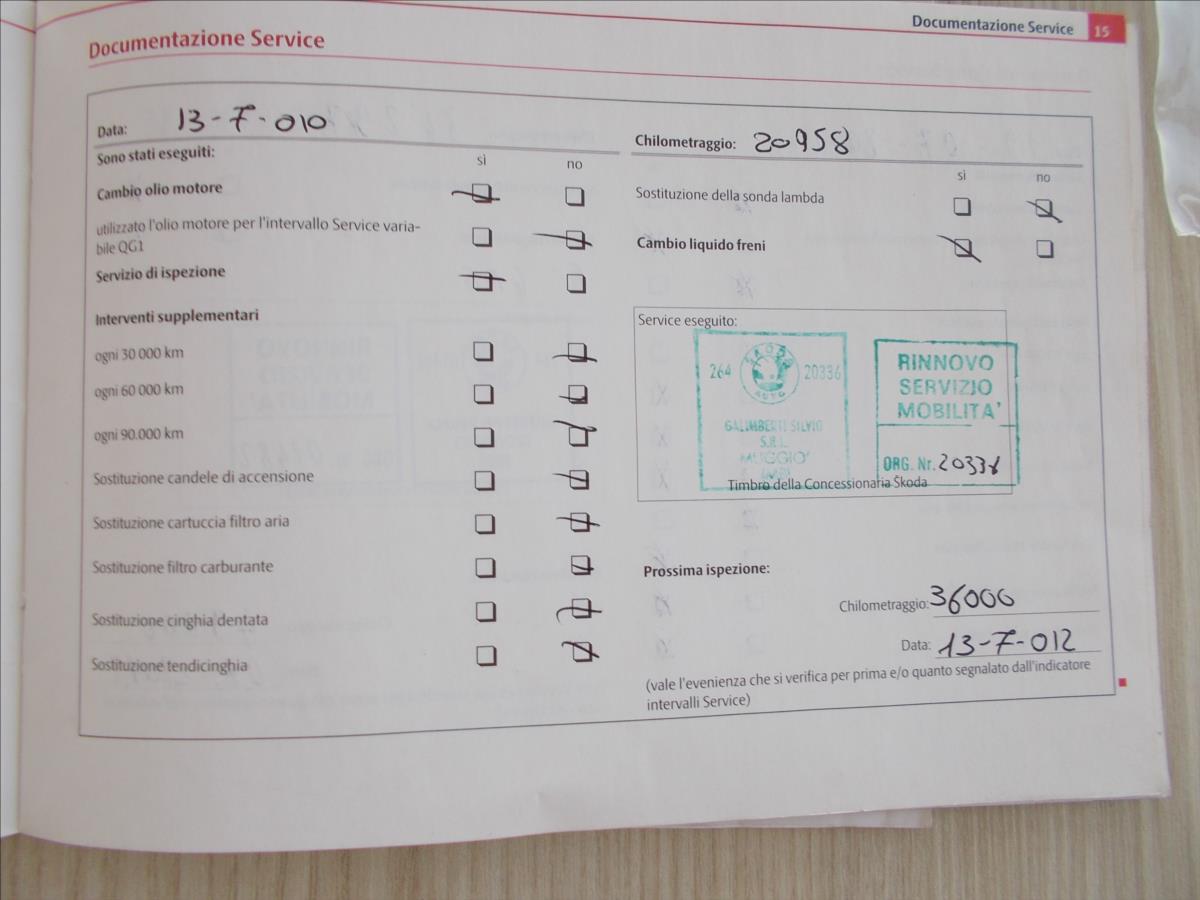 Documentazione Service 15
Documentazione Service
Data: 13-7-010
Sono stati eseguiti:
sì no
Cambio olio motore
utilizzato l'olio motore per l'intervallo Service varia-
bile QG1
Servizio di ispezione
Interventi supplementari
ogni 30 000 km
ogni 60 000 km
ogni 90.000 km
Sostituzione candele di accensione
Sostituzione cartuccia filtro aria
Sostituzione filtro carburante
Sostituzione cinghia dentata
Sostituzione tendicinghia
Chilometraggio: 20958
sì no
Sostituzione della sonda lambda
Cambio liquido freni
Service eseguito:
264 SKODA AUTO 20336
GALIMBERTI SILVIO
S.R.L.
MUGGIO'
RINNOVO
SERVIZIO
MOBILITA'
ORG. Nr. 20336
Timbro della Concessionaria Škoda
Prossima ispezione:
Chilometraggio: 36000
Data: 13-7-012
(vale l'evenienza che si verifica per prima e/o quanto segnalato dall'indicatore
intervalli Service)